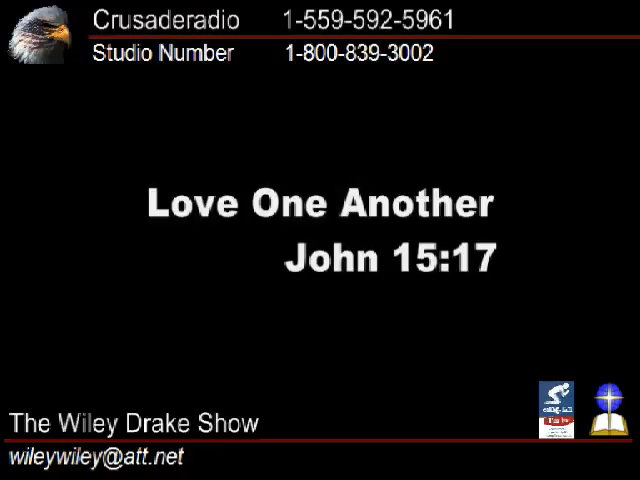 Crusaderadio 1-559-592-5961
Studio Number 1-800-839-3002
Love One Another
John 15:17
The Wiley Drake Show
wileywiley@att.net